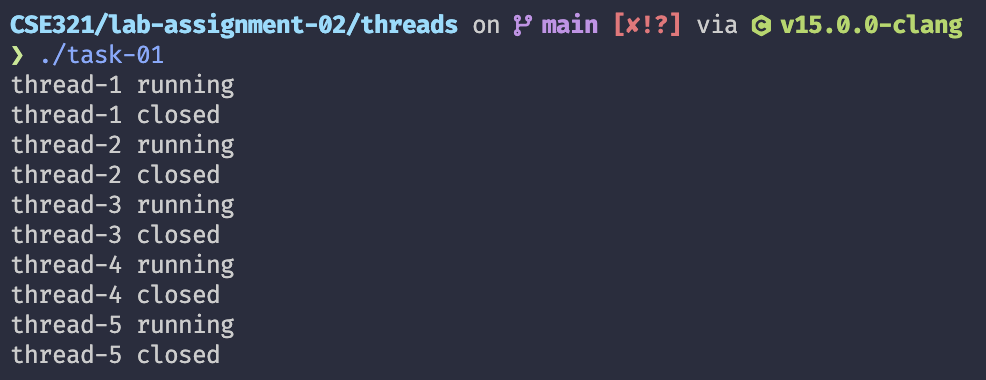 CSE321/lab-assignment-02/threads on main [✘!?] via C v15.0.0-clang
❯ ./task-01
thread-1 running
thread-1 closed
thread-2 running
thread-2 closed
thread-3 running
thread-3 closed
thread-4 running
thread-4 closed
thread-5 running
thread-5 closed